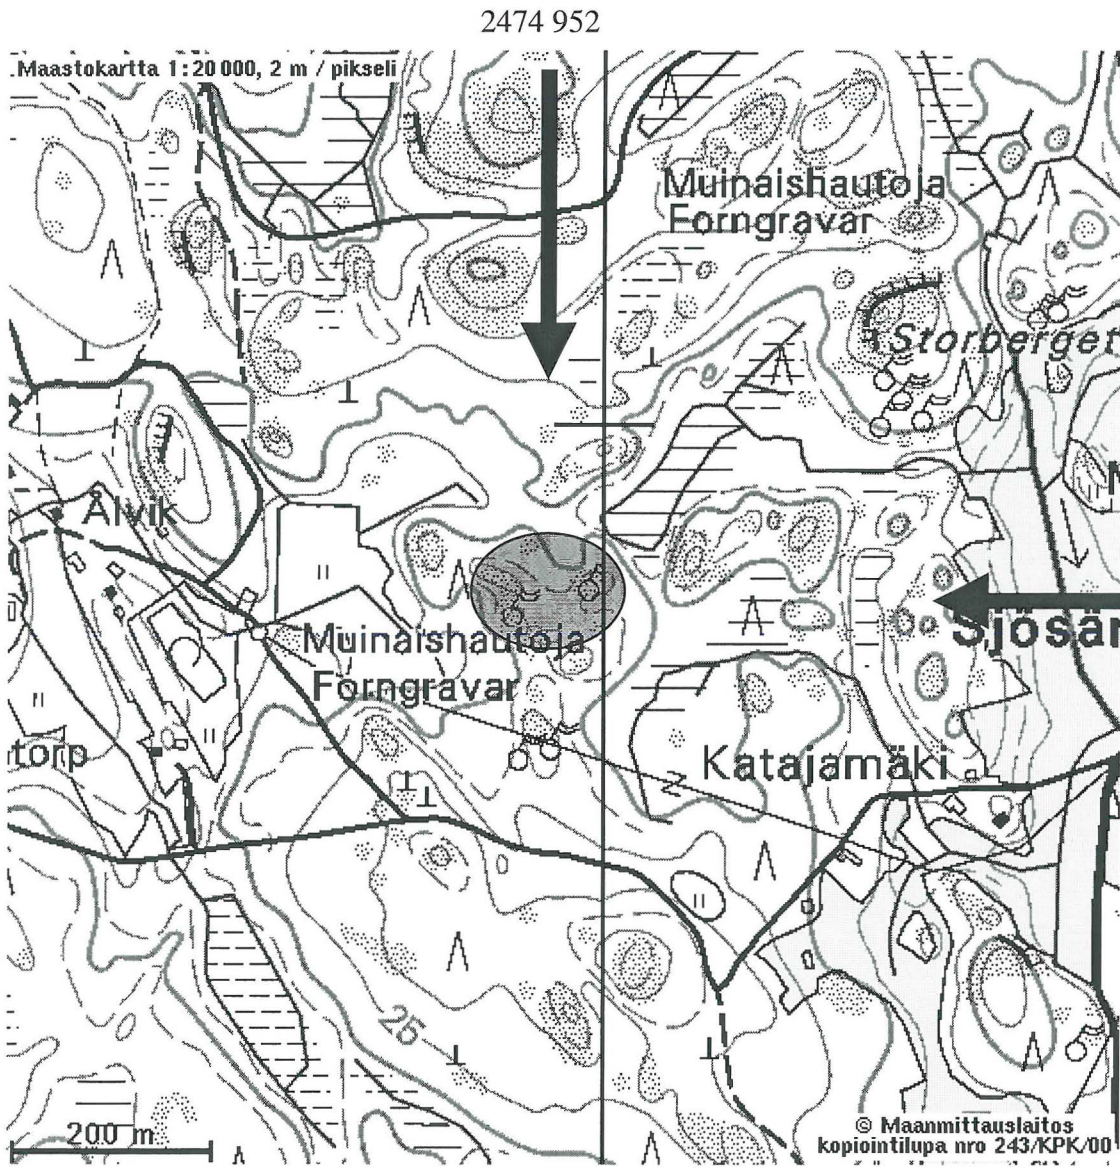 2474 952
Maastokartta 1:20 000, 2 m / pikseli
Muinaishautoja
Forngravar
Storberget
Älvik
Muinaishautoja
Forngravar
Sjösär
torp
Katajamäki
25
200 m
© Maanmittauslaitos
kopiointilupa nro 243/KPK/00